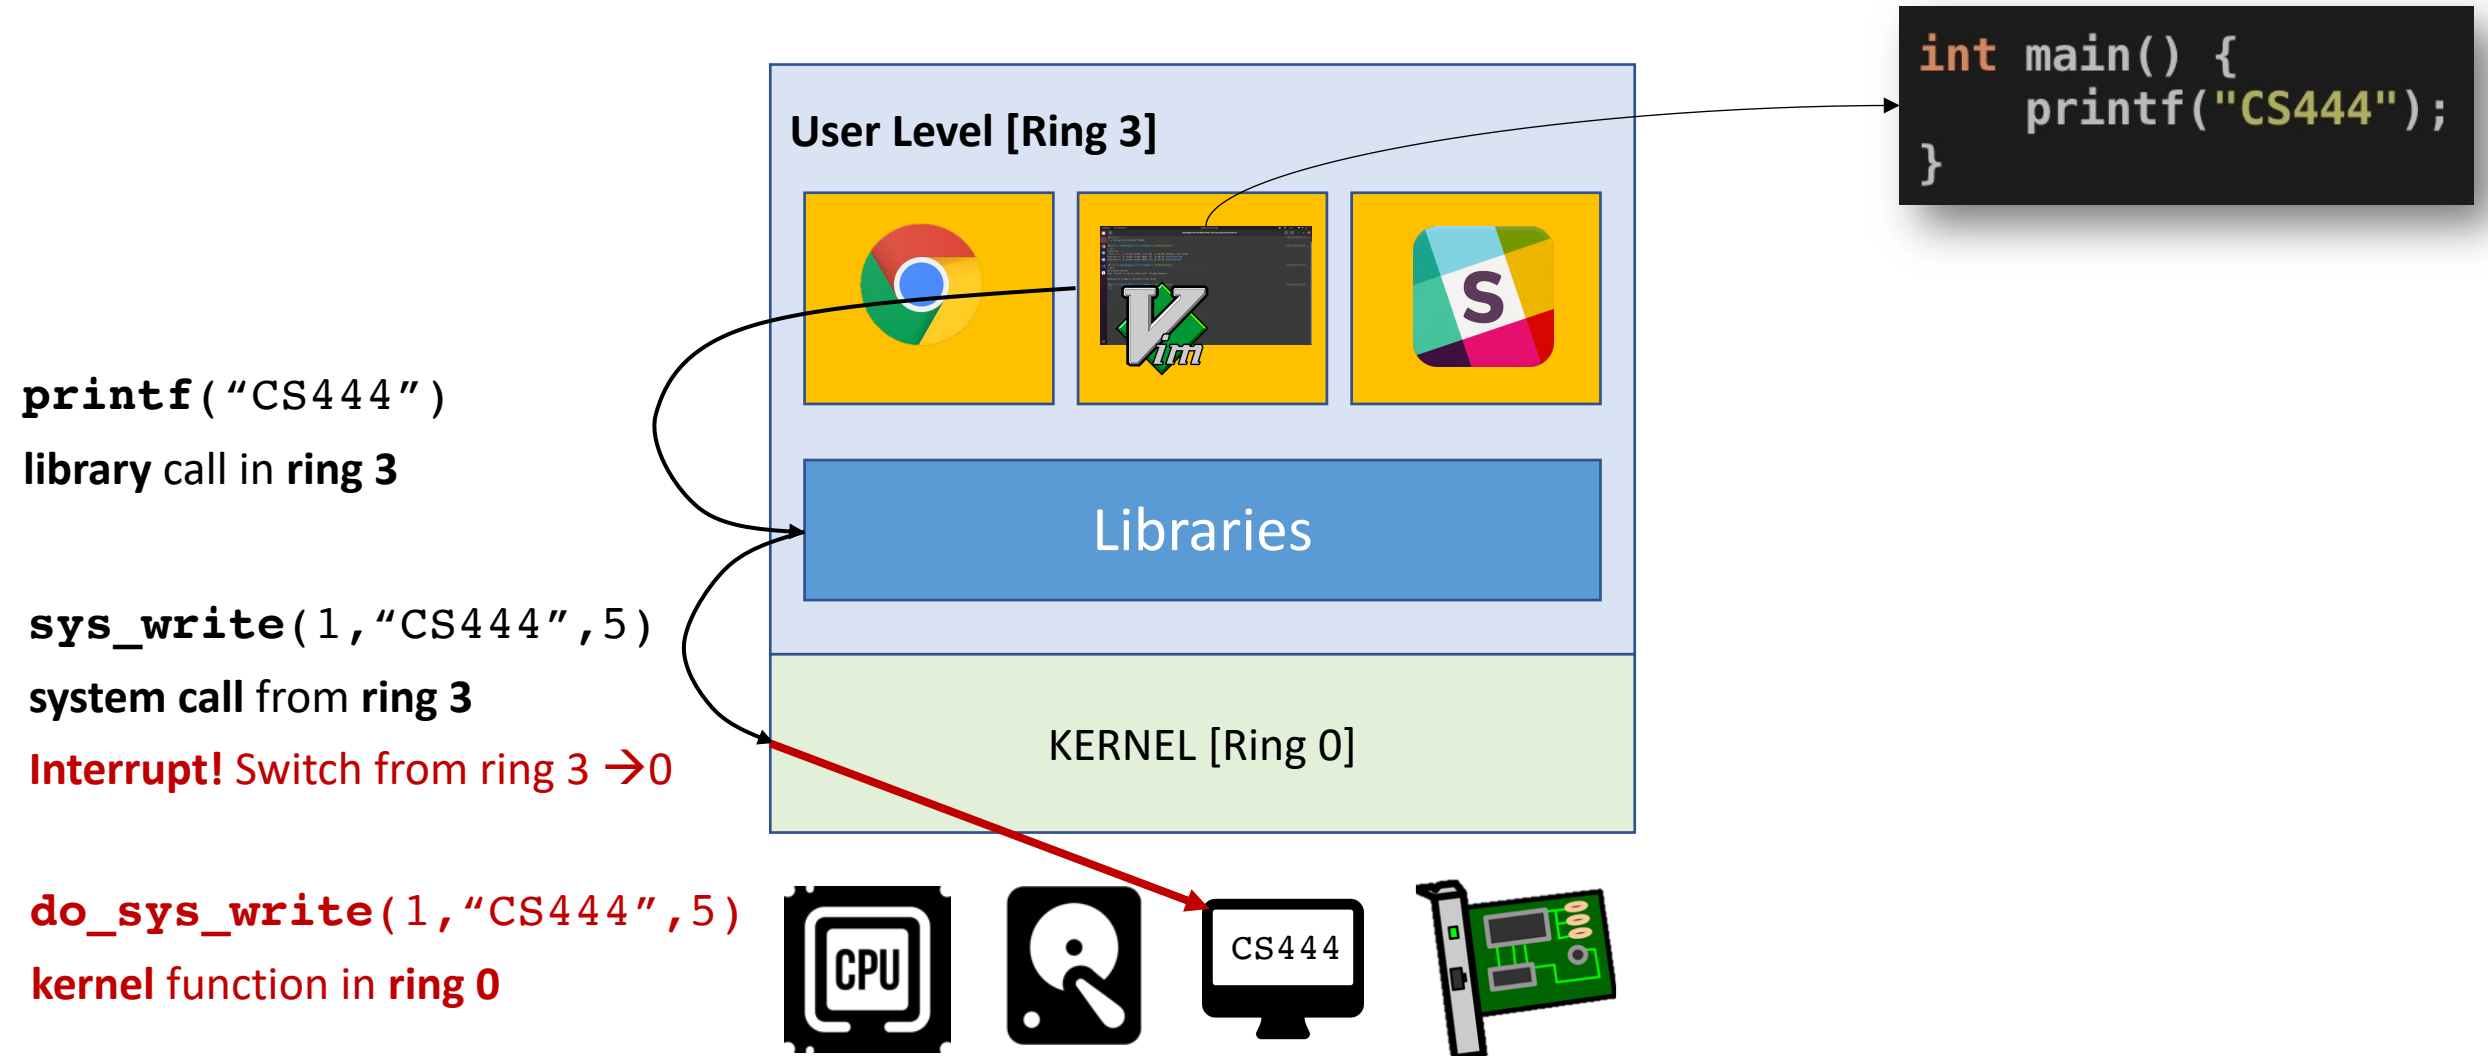 int main() {
printf("CS444");
}
User Level [Ring 3]
Vim
S
printf(“CS444”)
library call in ring 3
Libraries
sys_write(1,“CS444”,5)
system call from ring 3
Interrupt! Switch from ring 3 →0
KERNEL [Ring 0]
do_sys_write(1,“CS444”,5)
kernel function in ring 0
CPU
CS444